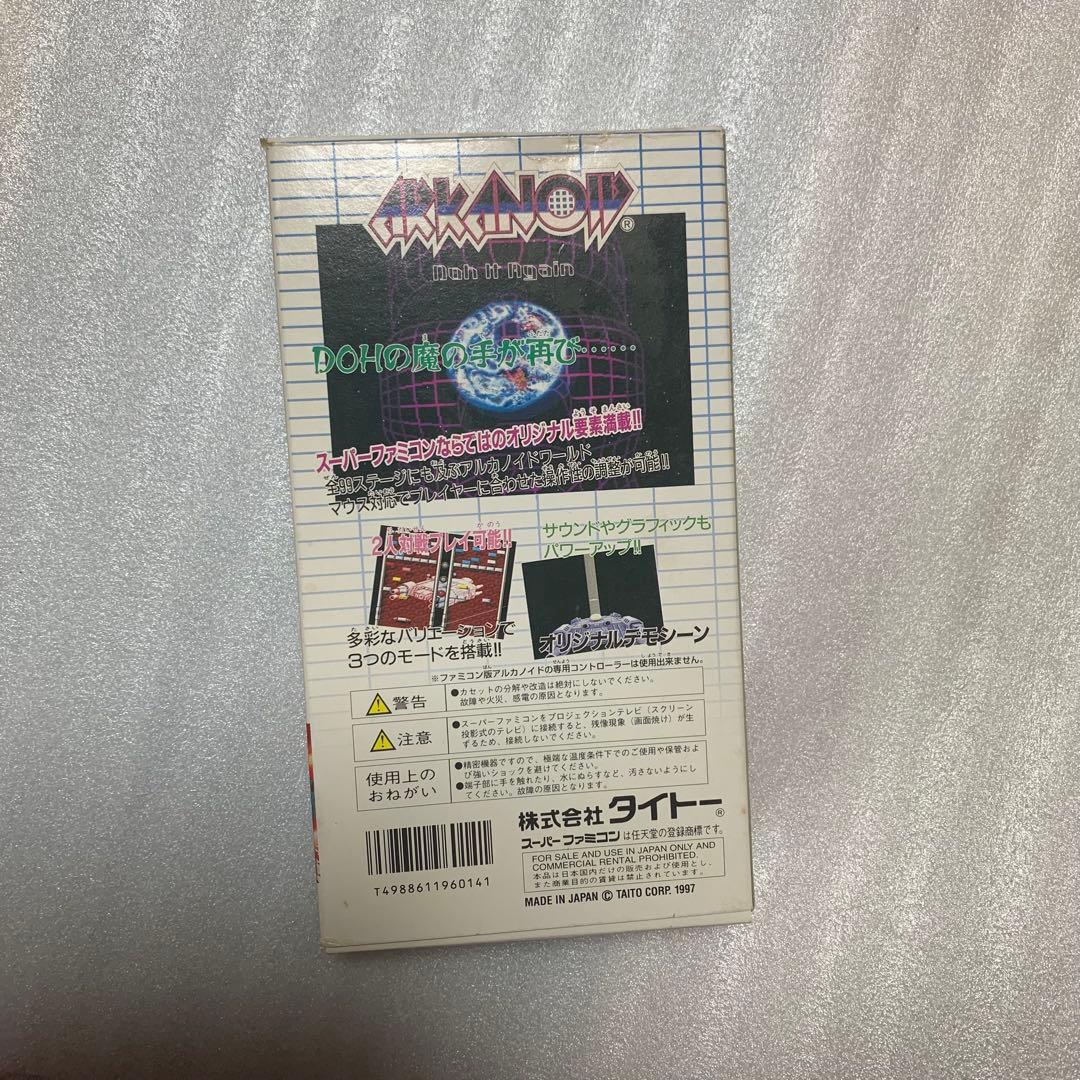 ARKANOID®
Doh It Again
DOHの魔の手が再び……
スーパーファミコンならではのオリジナル要素満載!!
全99ステージにも及ぶアルカノイドワールド
マウス対応でプレイヤーに合わせた操作性の調整が可能!!
2人対戦プレイ可能!!
多彩なバリエーションで
3つのモードを搭載!!
サウンドやグラフィックも
パワーアップ!!
オリジナルデモシーン
※ファミコン版アルカノイドの専用コントローラーは使用出来ません。
警告
●カセットの分解や改造は絶対にしないでください。
故障や火災、感電の原因となります。
注意
●スーパーファミコンをプロジェクションテレビ(スクリーン
投影式のテレビ)に接続すると、残像現象(画面焼け)が生
ずるため、接続しないでください。
使用上の
おねがい
●精密機器ですので、極端な温度条件下でのご使用や保管およ
び強いショックを避けてください。
●端子部に手を触れたり、水にぬらすなど、汚さないようにし
てください。故障の原因となります。
T4988611960141
株式会社 タイトー®
スーパーファミコン は任天堂の登録商標です。
FOR SALE AND USE IN JAPAN ONLY AND
COMMERCIAL RENTAL PROHIBITED.
本品は日本国内だけの販売および使用とし、
また商業目的の賃貸は禁止されています。
MADE IN JAPAN © TAITO CORP. 1997